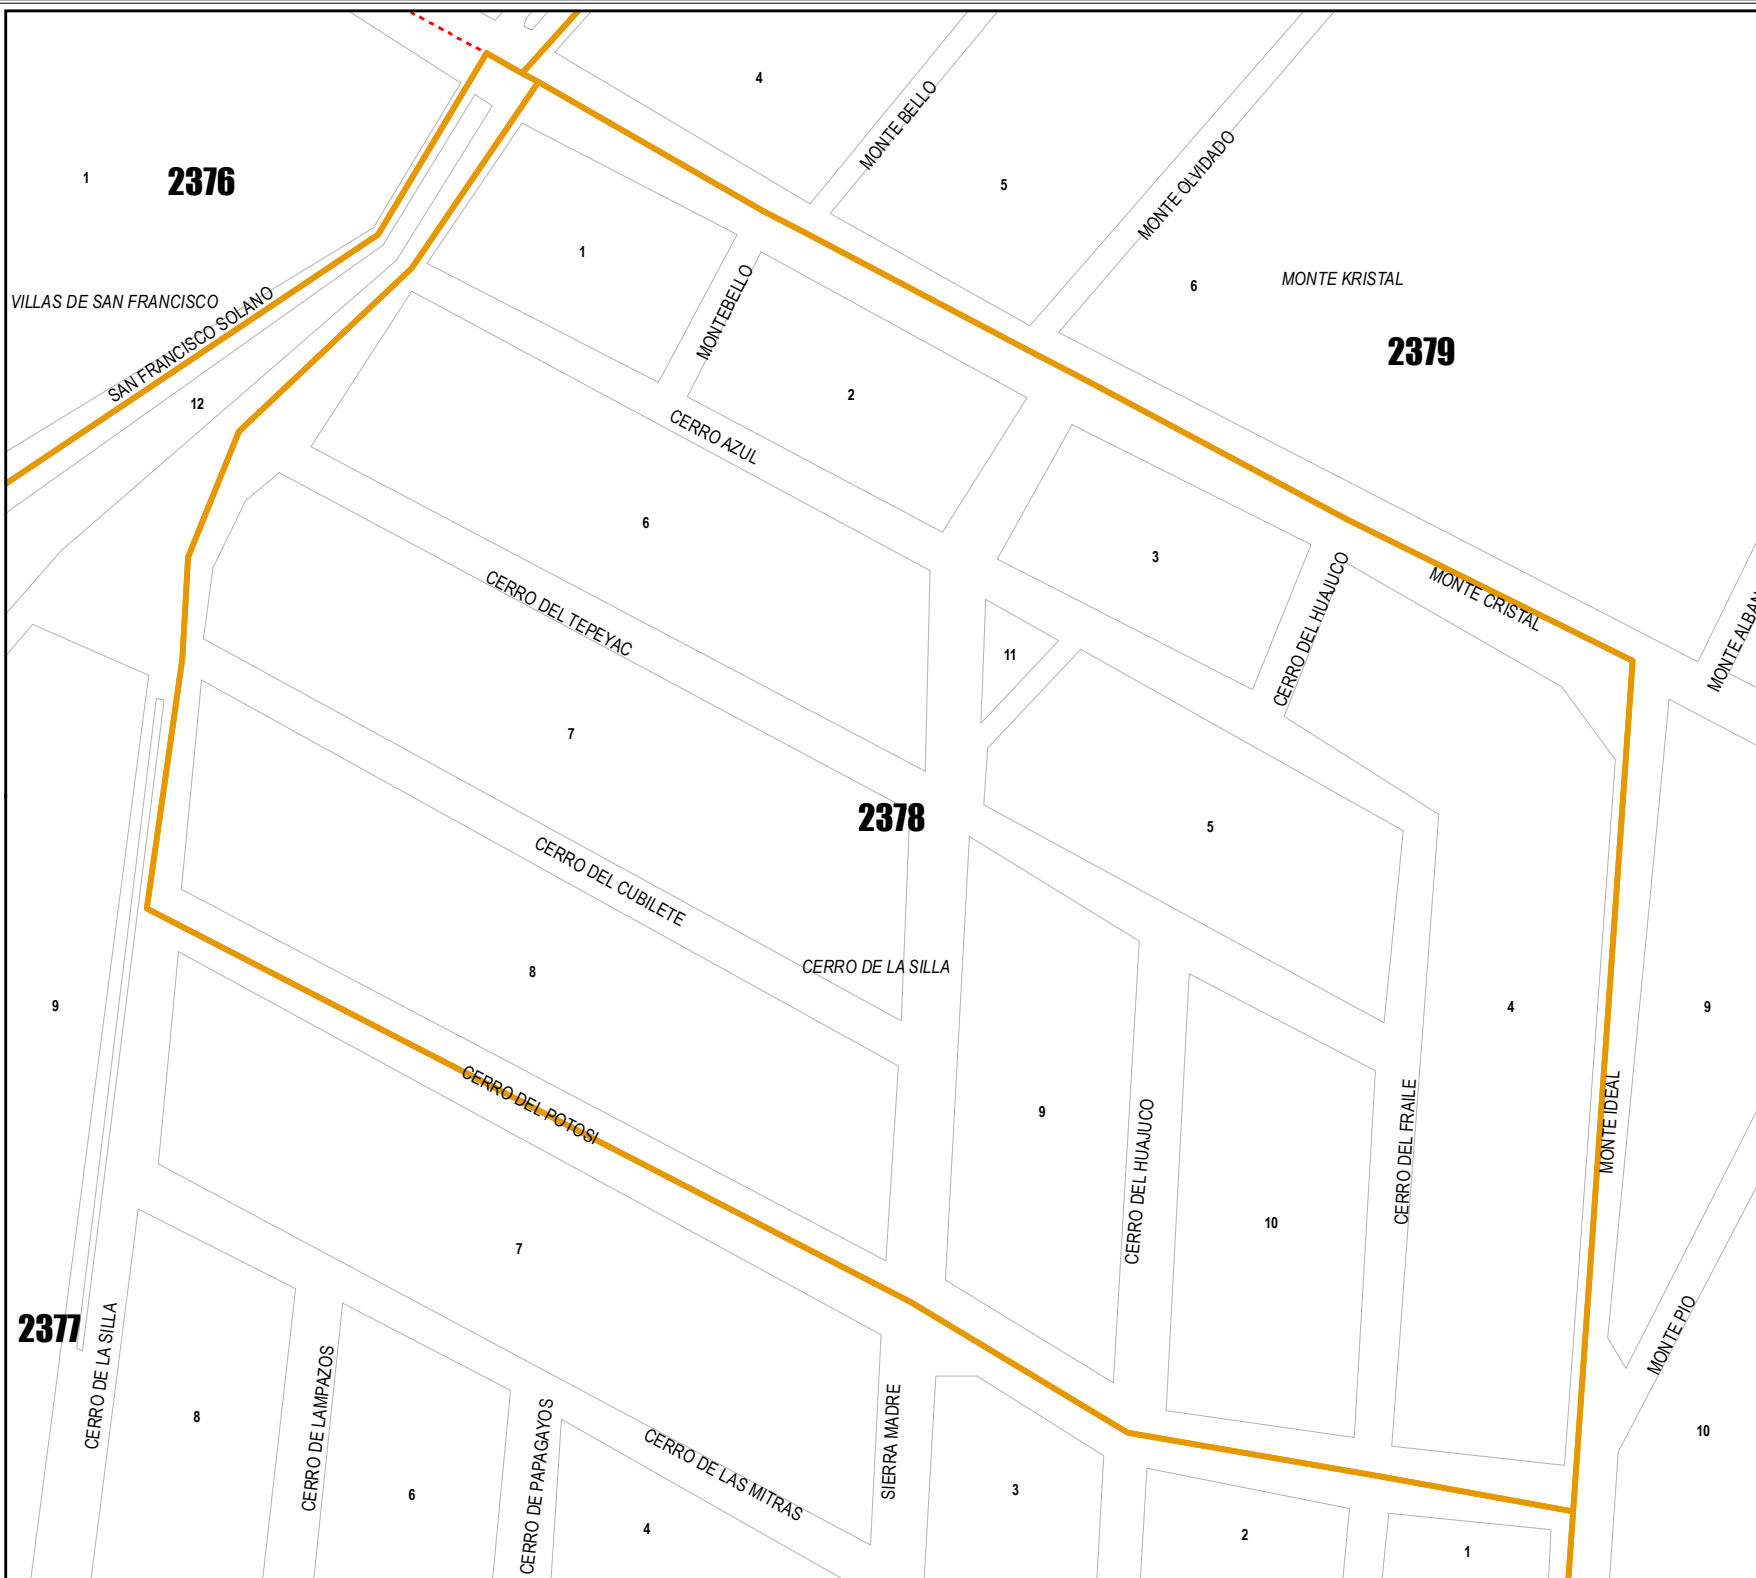 4
MONTE BELLO
MONTE OLVIDADO
1
2376
5
1
MONTE KRISTAL
6
VILLAS DE SAN FRANCISCO
SAN FRANCISCO SOLANO
MONTEBELLO
2379
12
2
CERRO AZUL
6
3
CERRO DEL HUAJUCO
MONTE CRISTAL
MONTE ALBAN
CERRO DEL TEPEYAC
11
7
2378
5
CERRO DEL CUBILETE
CERRO DE LA SILLA
8
9
4
9
CERRO DEL POTOSI
9
CERRO DEL HUAJUCO
CERRO DEL FRAILE
MONTE IDEAL
10
7
2377
CERRO DE LA SILLA
CERRO DE LAMPAZOS
CERRO DE PAPAGAYOS
CERRO DE LAS MITRAS
SIERRA MADRE
MONTE PIO
8
10
6
4
3
2
1